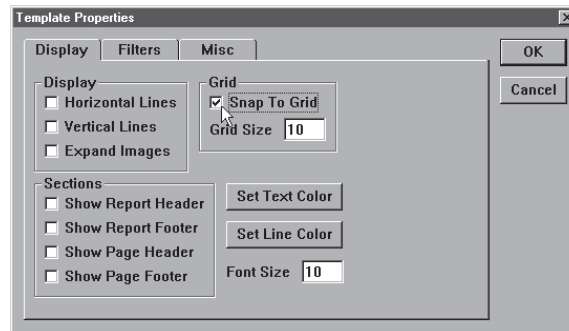 Template Properties
Display Filters Misc
OK
Cancel
Display
Horizontal Lines
Vertical Lines
Expand Images
Grid
Snap To Grid
Grid Size 10
Sections
Show Report Header
Show Report Footer
Show Page Header
Show Page Footer
Set Text Color
Set Line Color
Font Size 10